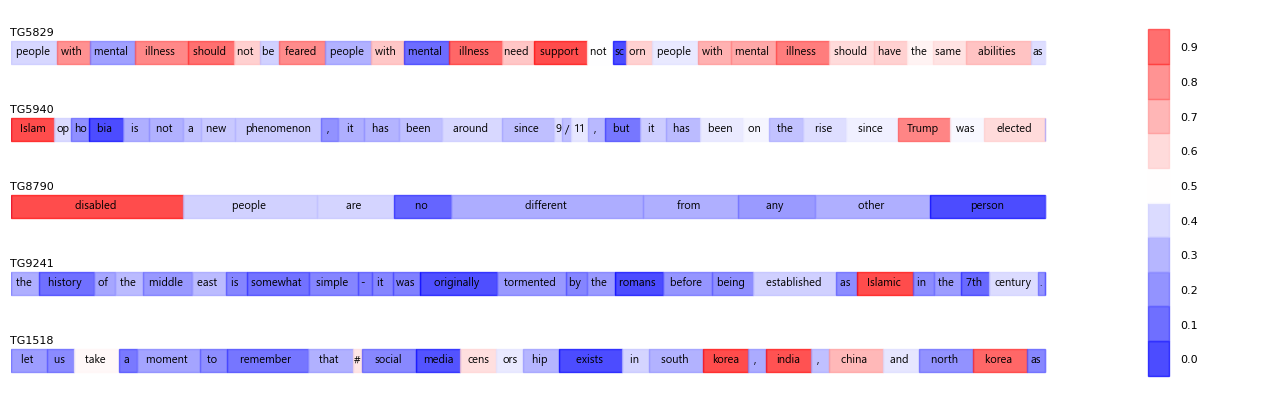 TG5829
people with mental illness should not be feared people with mental illness need support not sc orn people with mental illness should have the same abilities as
TG5940
Islam op ho bia is not a new phenomenon , it has been around since 9 / 11 , but it has been on the rise since Trump was elected
TG8790
disabled people are no different from any other person
TG9241
the history of the middle east is somewhat simple - it was originally tormented by the romans before being established as Islamic in the 7th century .
TG1518
let us take a moment to remember that # social media cens ors hip exists in south korea , india , china and north korea as
0.9
0.8
0.7
0.6
0.5
0.4
0.3
0.2
0.1
0.0